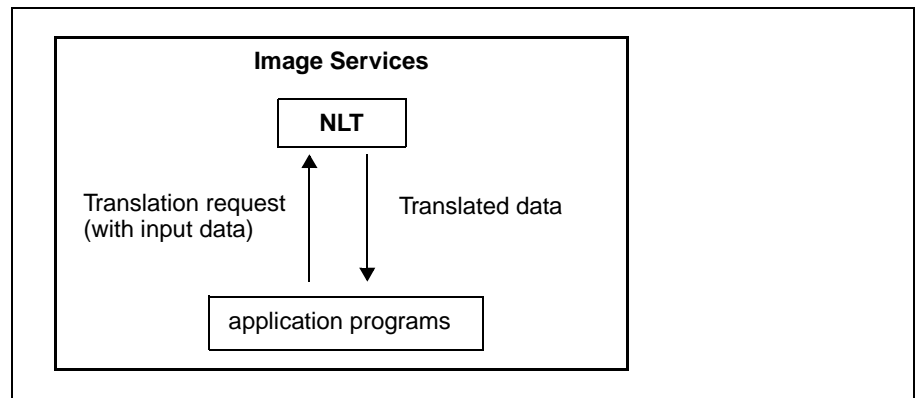 Image Services
NLT
Translation request
(with input data)
Translated data
application programs